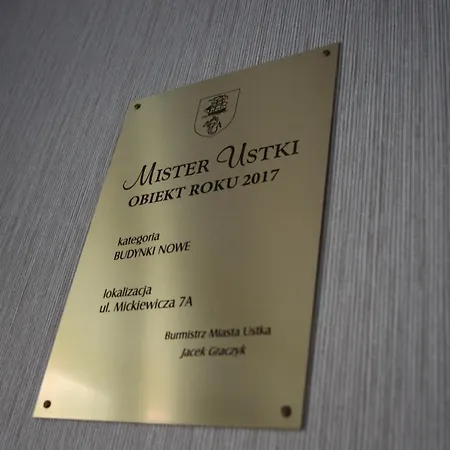 Mister Ustki
OBIEKT ROKU 2017
kategoria
BUDYNKI NOWE
lokalizacja
ul. Mickiewicza 7A
Burmistrz Miasta Ustka
Jacek Graczyk